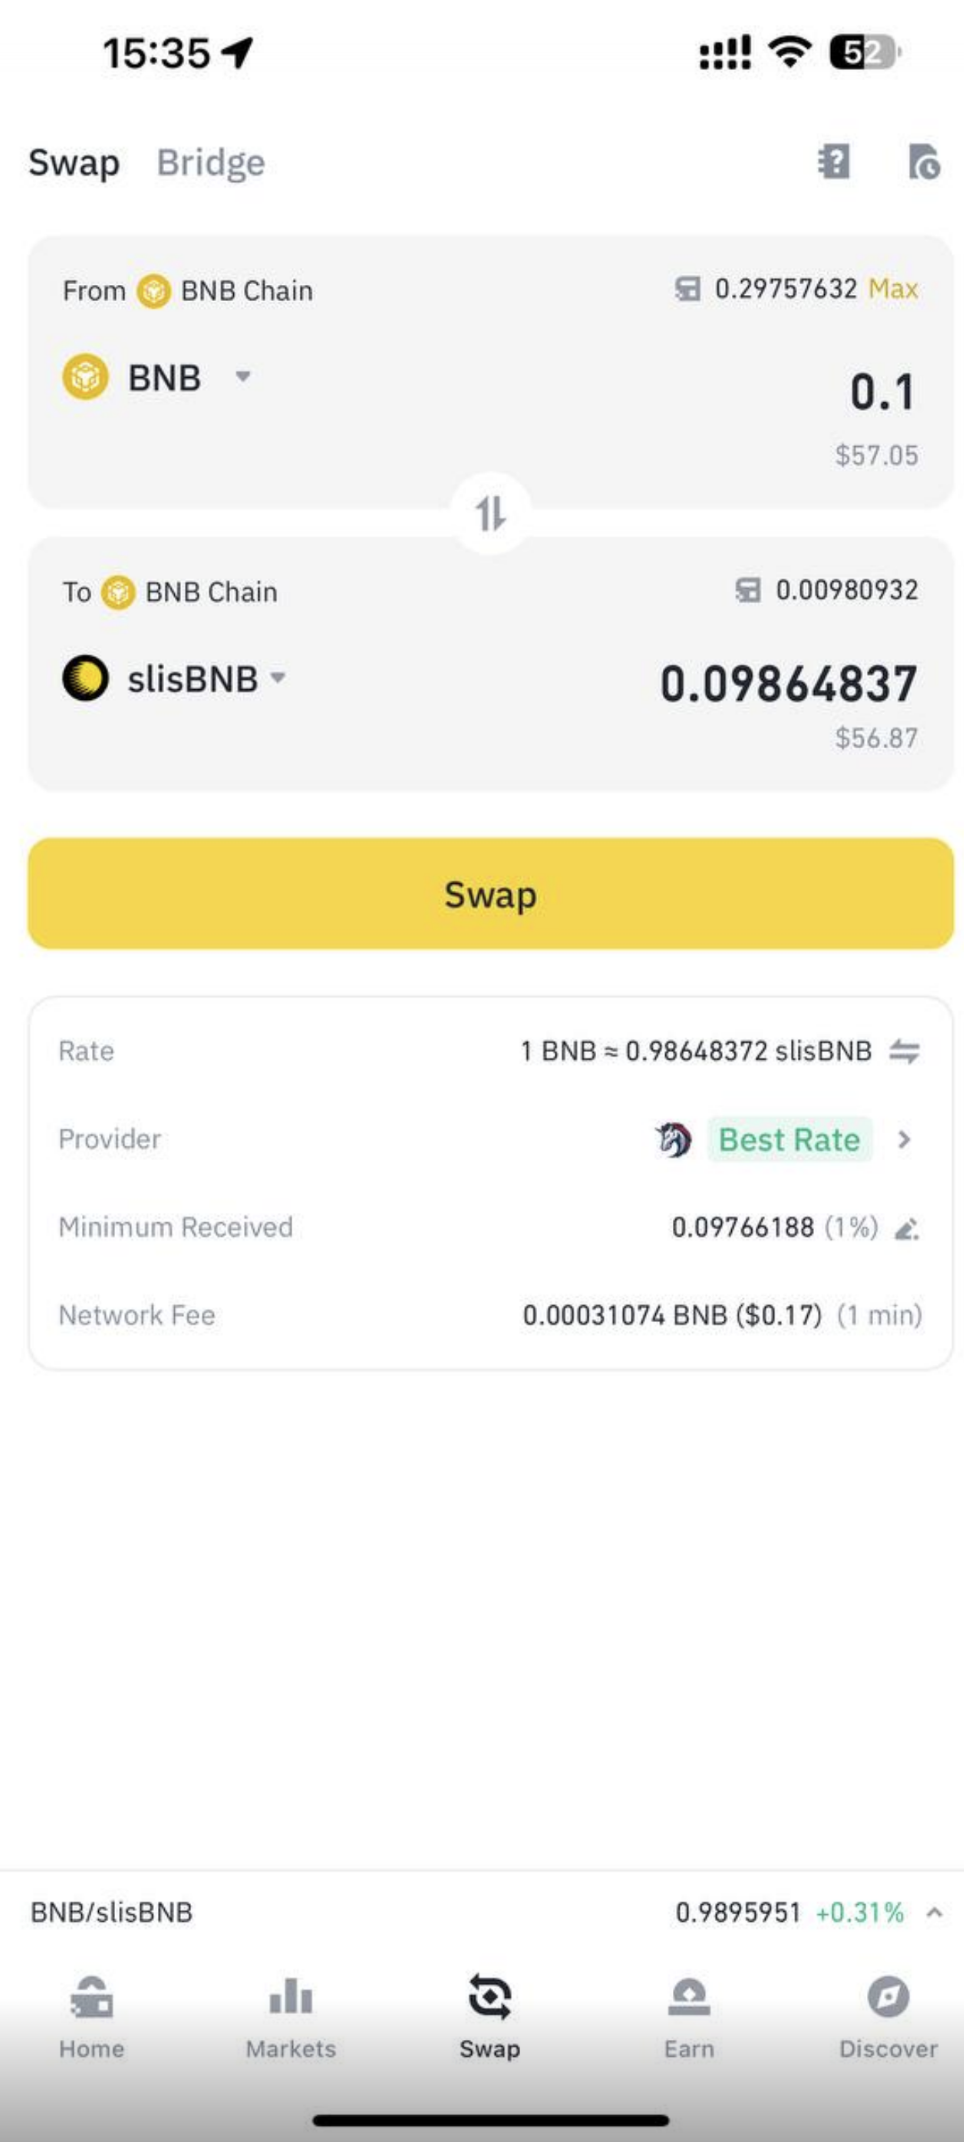 15:35
52
Swap Bridge
From BNB Chain 0.29757632 Max
BNB 0.1
$57.05
To BNB Chain 0.00980932
slisBNB 0.09864837
$56.87
Swap
Rate 1 BNB ≈ 0.98648372 slisBNB
Provider Best Rate
Minimum Received 0.09766188 (1%)
Network Fee 0.00031074 BNB ($0.17) (1 min)
BNB/slisBNB 0.9895951 +0.31%
Home Markets Swap Earn Discover